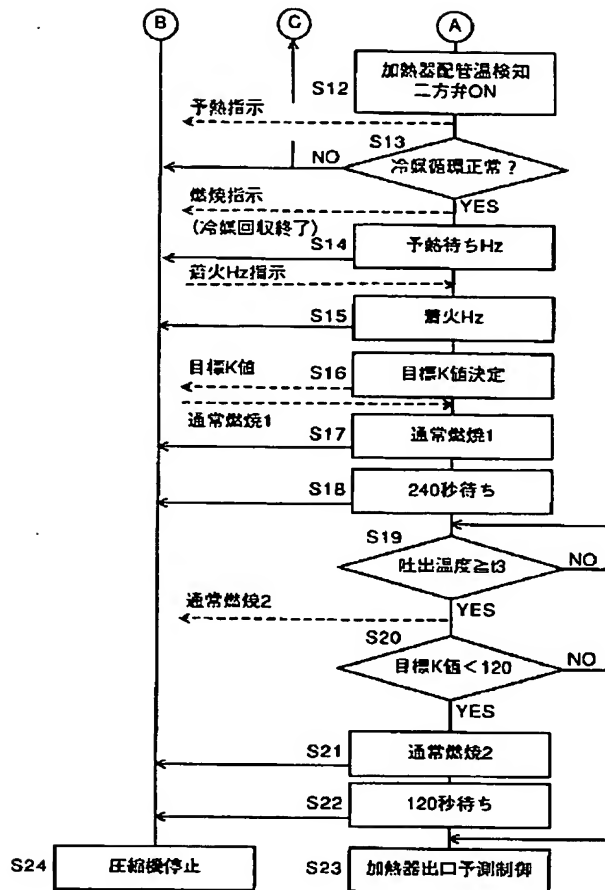 B
C
A
S12
加熱器配管温検知
二方弁ON
予熱指示
S13
NO
冷媒循環正常？
燃焼指示
YES
(冷媒回収終了)
S14
予熱待ちHz
着火Hz指示
S15
着火Hz
目標K値
S16
目標K値決定
通常燃焼1
S17
通常燃焼1
S18
240秒待ち
S19
吐出温度≧t3
NO
通常燃焼2
YES
S20
目標K値＜120
NO
YES
S21
通常燃焼2
S22
120秒待ち
S24
圧縮機停止
S23
加熱器出口予測制御